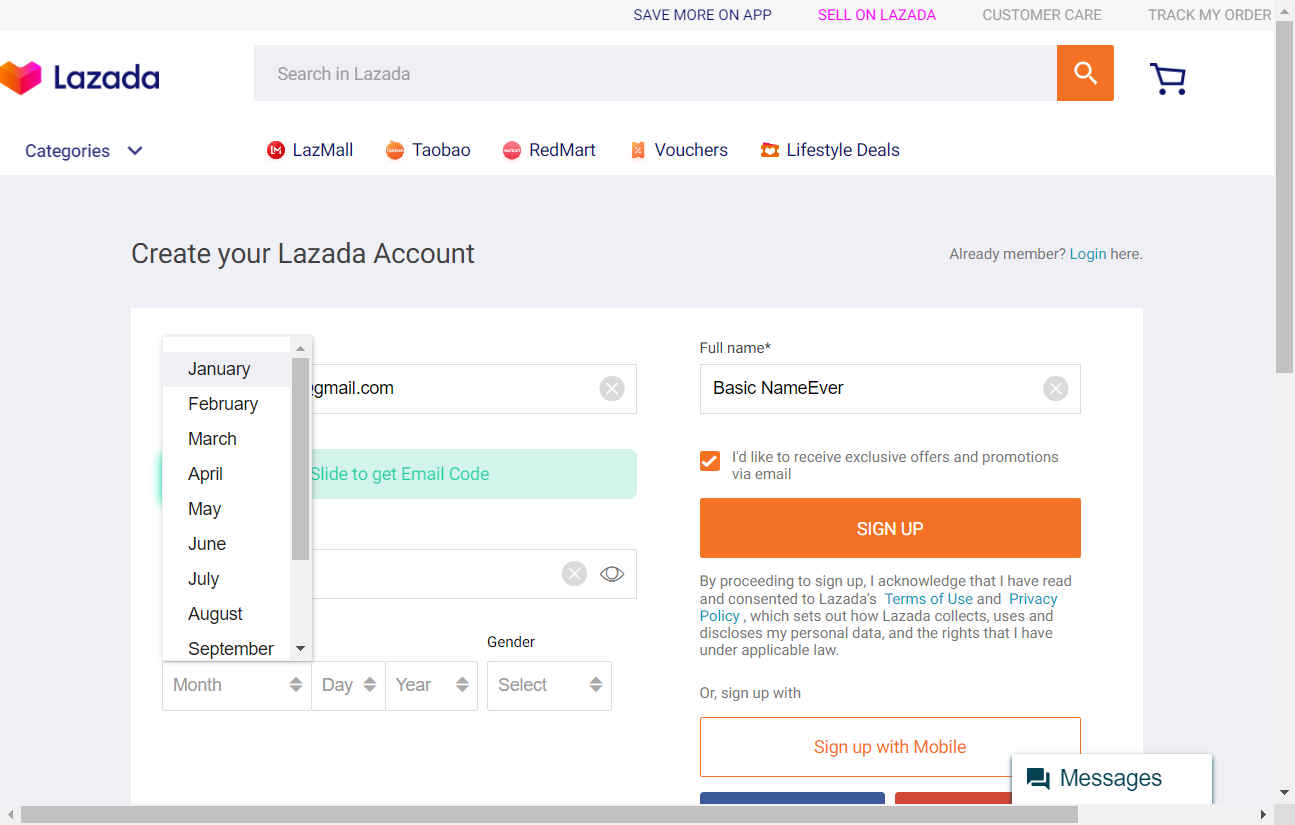 SAVE MORE ON APP SELL ON LAZADA CUSTOMER CARE TRACK MY ORDER
Lazada
Search in Lazada
Categories LazMall Taobao RedMart Vouchers Lifestyle Deals
Create your Lazada Account
Already member? Login here.
January
February
March
April
May
June
July
August
September
@gmail.com
Slide to get Email Code
Month Day Year
Gender
Select
Full name*
Basic NameEver
I'd like to receive exclusive offers and promotions
via email
SIGN UP
By proceeding to sign up, I acknowledge that I have read
and consented to Lazada's Terms of Use and Privacy
Policy , which sets out how Lazada collects, uses and
discloses my personal data, and the rights that I have
under applicable law.
Or, sign up with
Sign up with Mobile
Messages